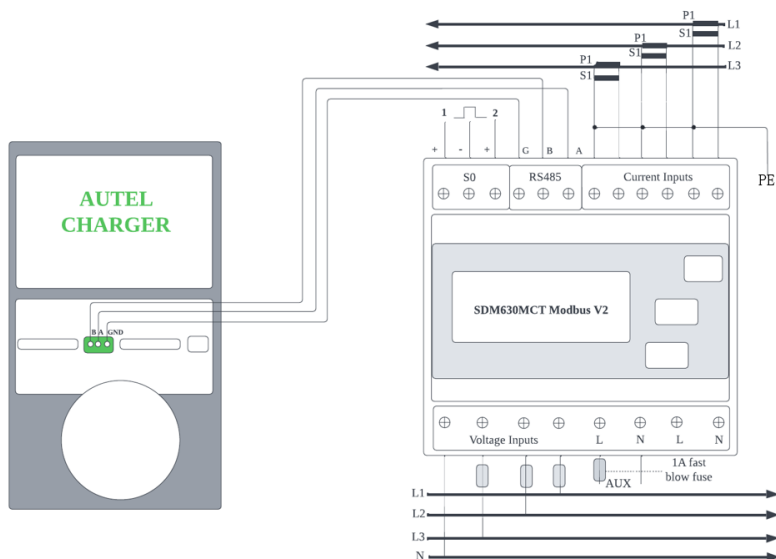 P1
S1
L1
P1
S1
L2
P1
S1
L3
1 2
+ - + G B A
PE
S0 RS485 Current Inputs
AUTEL
CHARGER
SDM630MCT Modbus V2
B A GND
Voltage Inputs L N L N
1A fast
blow fuse
AUX
L1
L2
L3
N